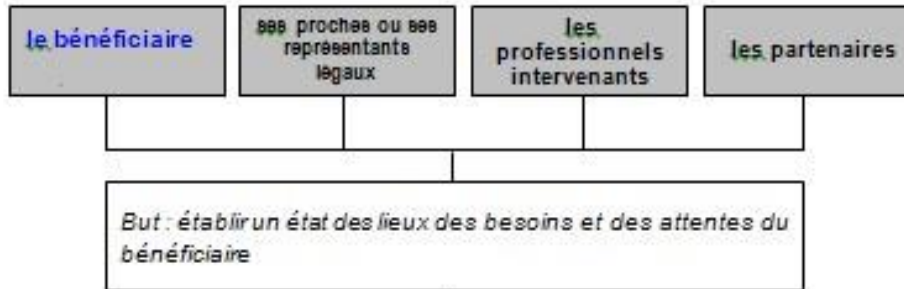 le bénéficiaire
ses proches ou ses
représentants
légaux
les
professionnels
intervenants
les partenaires
But : établir un état des lieux des besoins et des attentes du
bénéficiaire